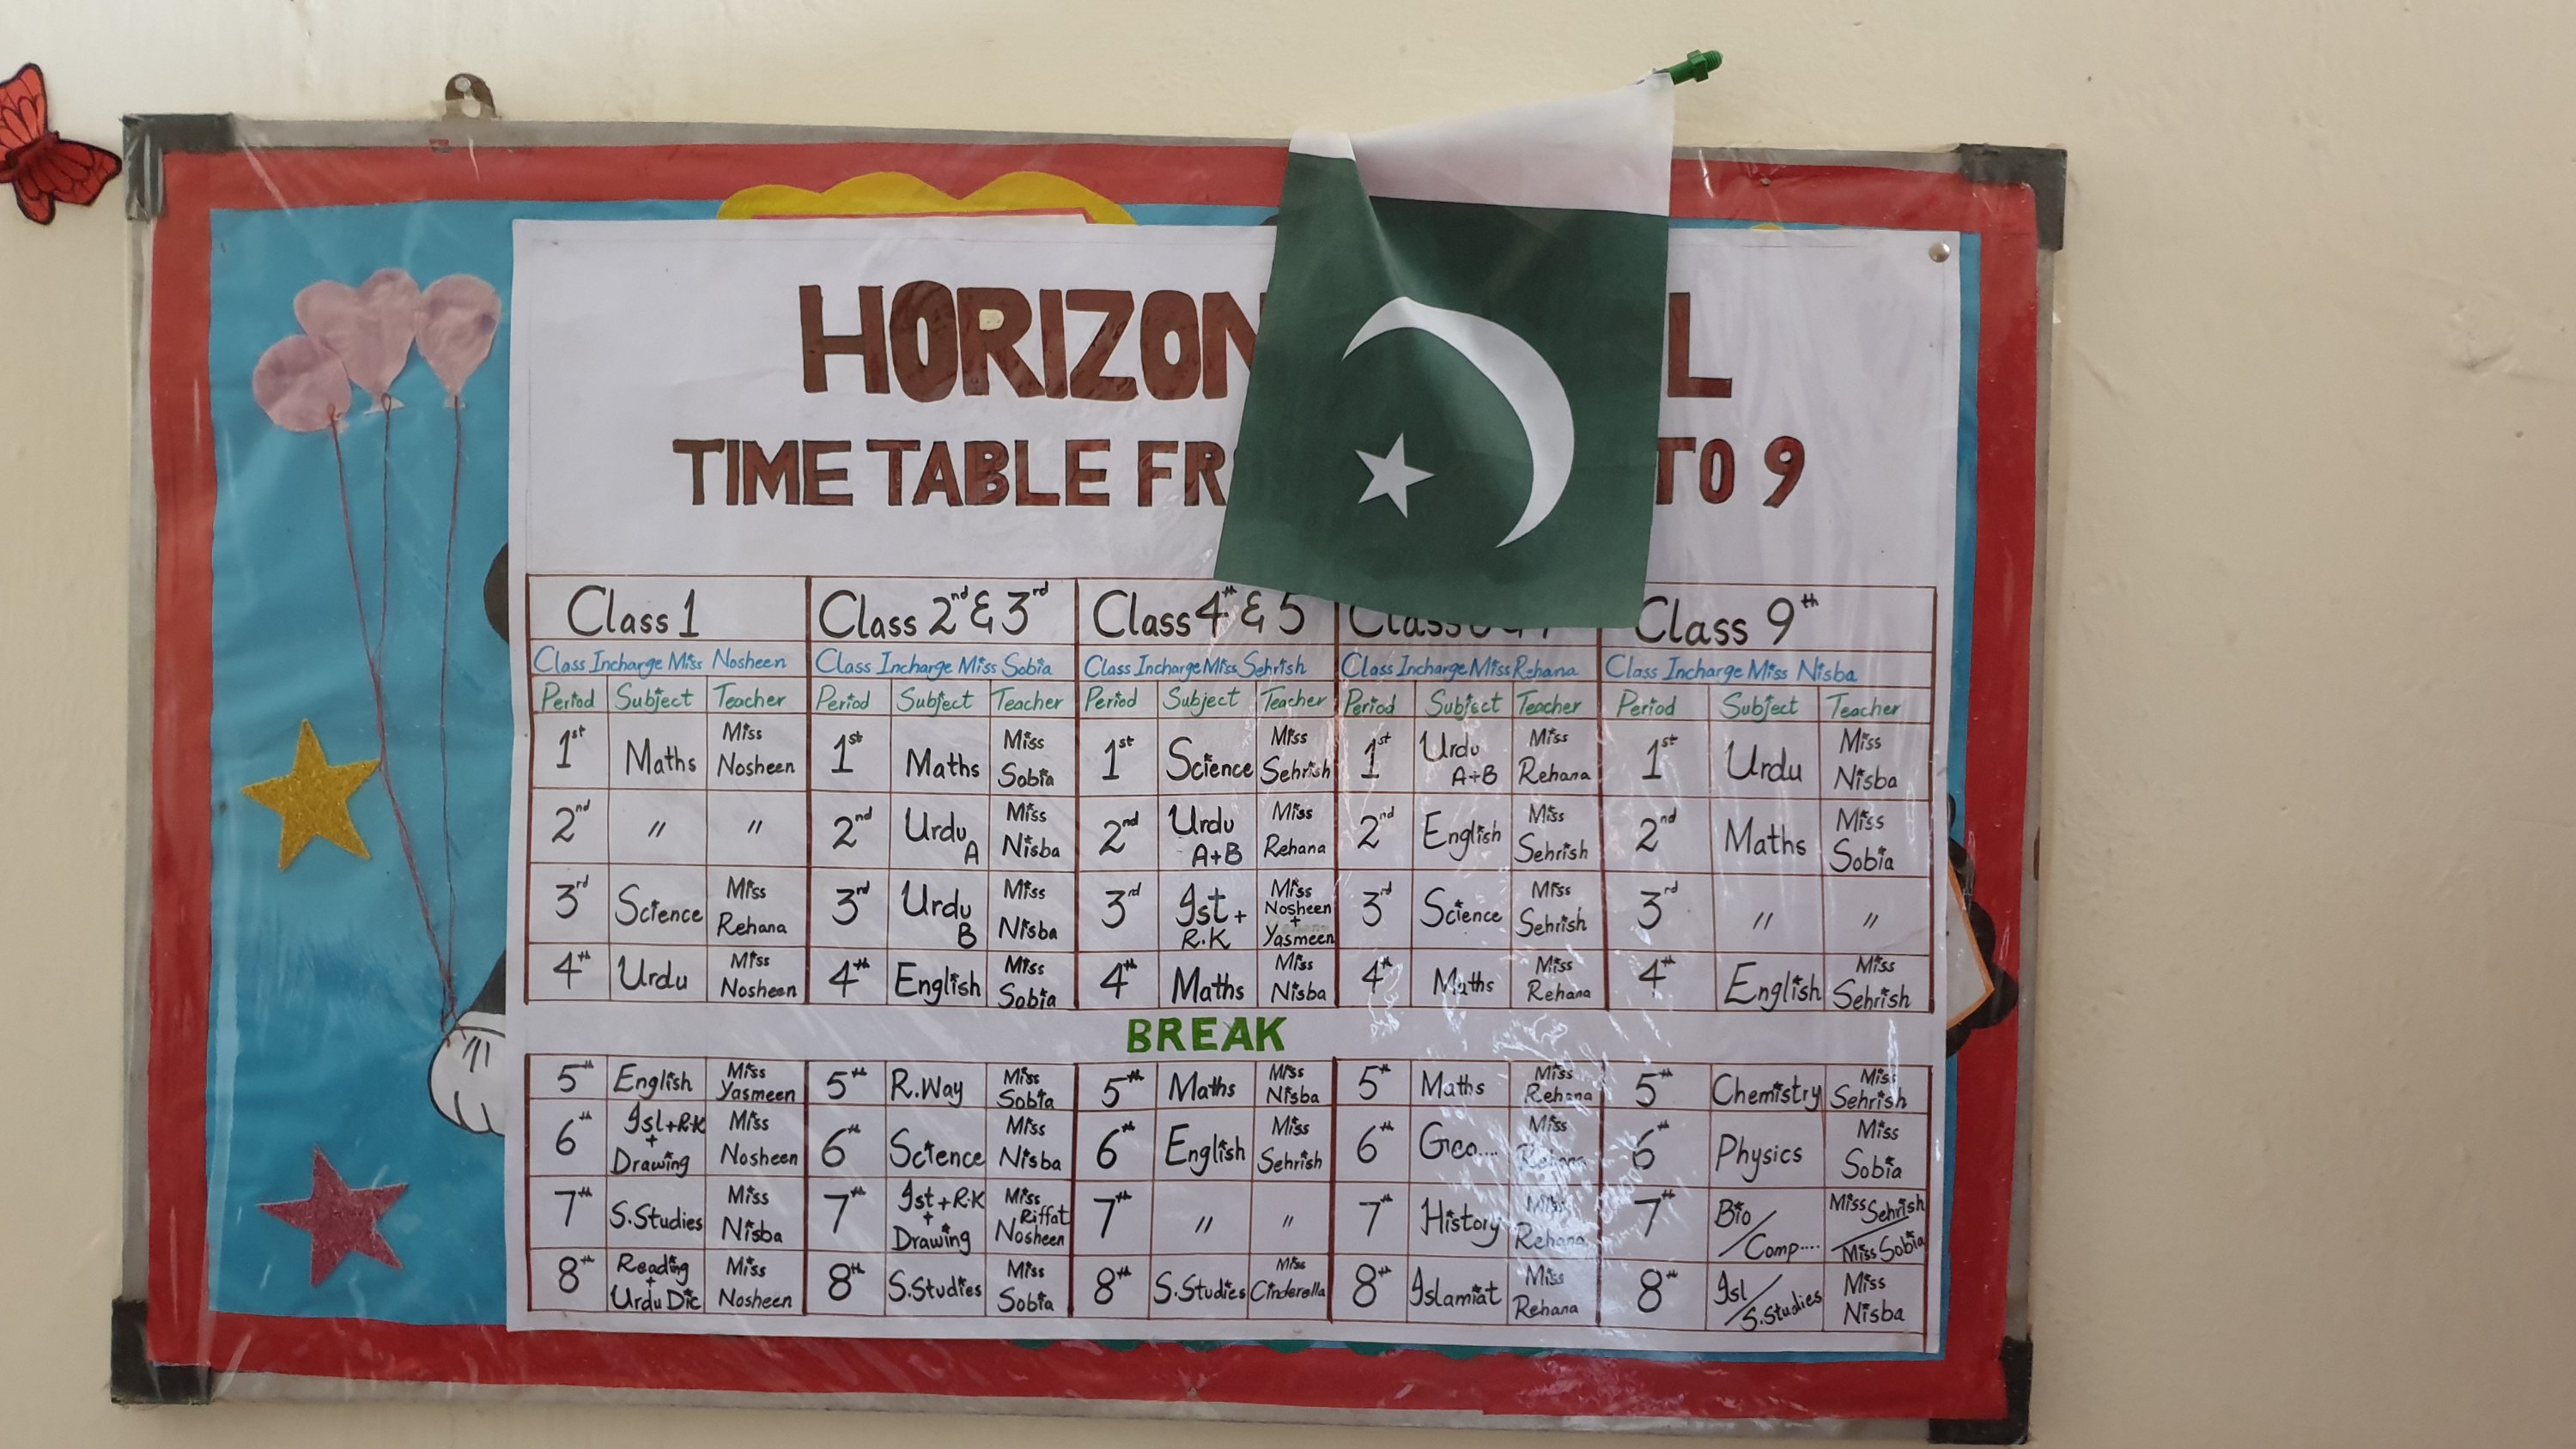 HORIZON L
TIME TABLE FR TO 9
Class 1 Class 2nd & 3rd Class 4th & 5 Class Class 9th
Class Incharge Miss Nosheen Class Incharge Miss Sobia Class Incharge Miss Sehrish Class Incharge Miss Rehana Class Incharge Miss Nisba
Period Subject Teacher Period Subject Teacher Period Subject Teacher Period Subject Teacher Period Subject Teacher
1st Maths Miss Nosheen 1st Maths Miss Sobia 1st Science Miss Sehrish 1st Urdu A+B Miss Rehana 1st Urdu Miss Nisba
2nd " " 2nd Urdu A Miss Nisba 2nd Urdu A+B Miss Rehana 2nd English Miss Sehrish 2nd Maths Miss Sobia
3rd Science Miss Rehana 3rd Urdu B Miss Nisba 3rd Ist + R.K Miss Nosheen + Yasmeen 3rd Science Miss Sehrish 3rd " "
4th Urdu Miss Nosheen 4th English Miss Sobia 4th Maths Miss Nisba 4th Maths Miss Rehana 4th English Miss Sehrish
BREAK
5th English Miss Yasmeen 5th R.Way Miss Sobia 5th Maths Miss Nisba 5th Maths Miss Rehana 5th Chemistry Miss Sehrish
6th Isl+R.K + Drawing Miss Nosheen 6th Science Miss Nisba 6th English Miss Sehrish 6th Geo.... Miss Rehana 6th Physics Miss Sobia
7th S.Studies Miss Nisba 7th Ist+R.K + Drawing Miss Riffat Nosheen 7th " " 7th History Miss Rehana 7th Bio / Comp.... Miss Sehrish / Miss Sobia
8th Reading + Urdu Dic Miss Nosheen 8th S.Studies Miss Sobia 8th S.Studies Miss Cinderella 8th Islamiat Miss Rehana 8th Isl / S.Studies Miss Nisba